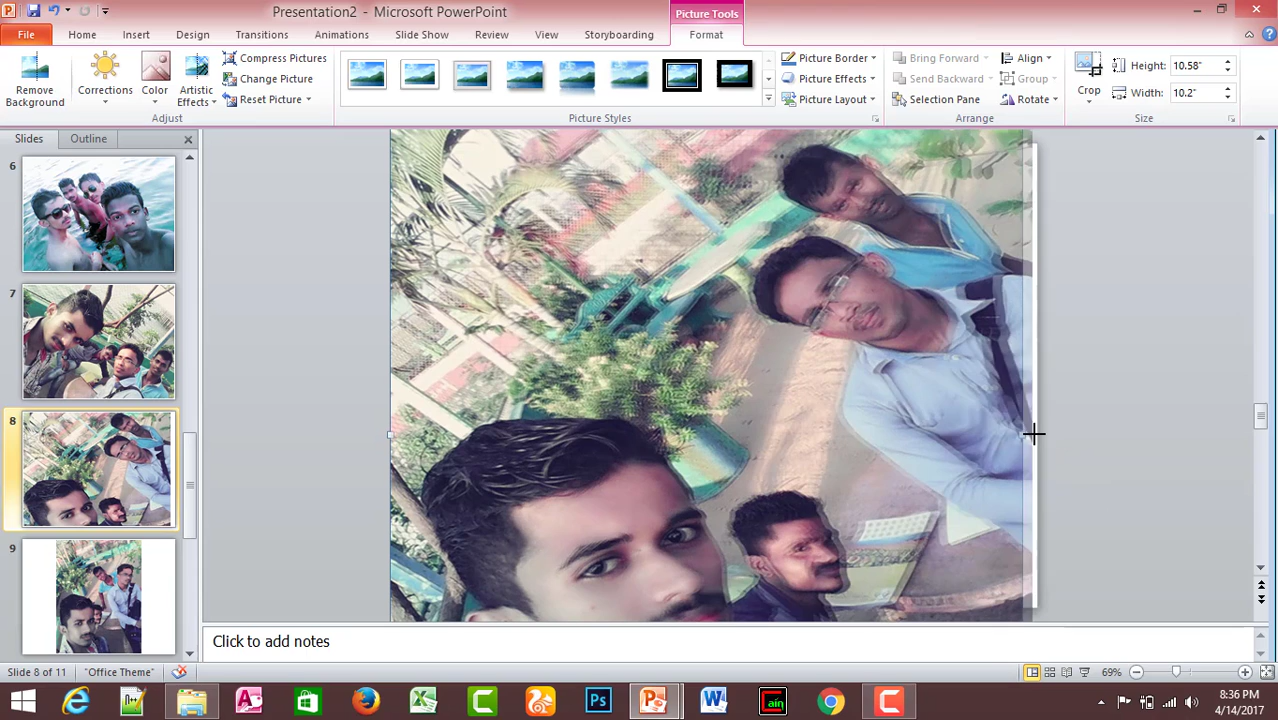 Presentation2 - Microsoft PowerPoint
Picture Tools
File
Home
Insert
Design
Transitions
Animations
Slide Show
Review
View
Storyboarding
Format
Remove Background
Corrections
Color
Artistic Effects
Compress Pictures
Change Picture
Reset Picture
Adjust
Picture Styles
Picture Border
Picture Effects
Picture Layout
Bring Forward
Send Backward
Selection Pane
Align
Group
Rotate
Arrange
Crop
Height: 10.58"
Width: 10.2"
Size
Slides
Outline
6
7
8
9
Click to add notes
Slide 8 of 11
"Office Theme"
69%
Ps
Cain
8:36 PM
4/14/2017